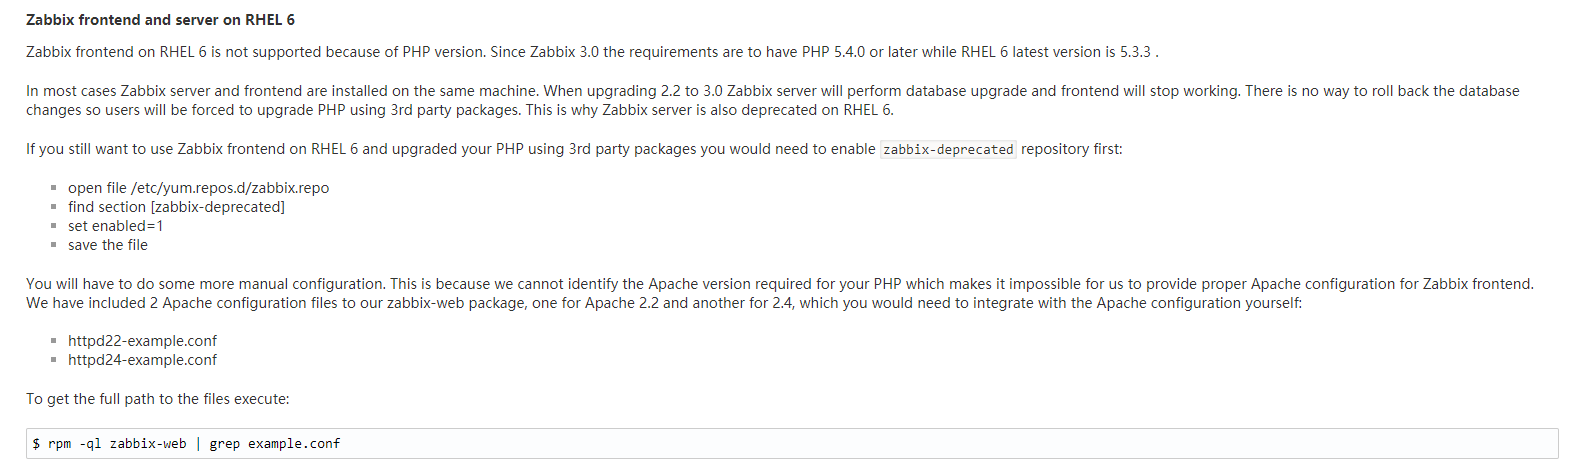 Zabbix frontend and server on RHEL 6
Zabbix frontend on RHEL 6 is not supported because of PHP version. Since Zabbix 3.0 the requirements are to have PHP 5.4.0 or later while RHEL 6 latest version is 5.3.3 .
In most cases Zabbix server and frontend are installed on the same machine. When upgrading 2.2 to 3.0 Zabbix server will perform database upgrade and frontend will stop working. There is no way to roll back the database
changes so users will be forced to upgrade PHP using 3rd party packages. This is why Zabbix server is also deprecated on RHEL 6.
If you still want to use Zabbix frontend on RHEL 6 and upgraded your PHP using 3rd party packages you would need to enable zabbix-deprecated repository first:
▪ open file /etc/yum.repos.d/zabbix.repo
▪ find section [zabbix-deprecated]
▪ set enabled=1
▪ save the file
You will have to do some more manual configuration. This is because we cannot identify the Apache version required for your PHP which makes it impossible for us to provide proper Apache configuration for Zabbix frontend.
We have included 2 Apache configuration files to our zabbix-web package, one for Apache 2.2 and another for 2.4, which you would need to integrate with the Apache configuration yourself:
▪ httpd22-example.conf
▪ httpd24-example.conf
To get the full path to the files execute:
$ rpm -ql zabbix-web | grep example.conf